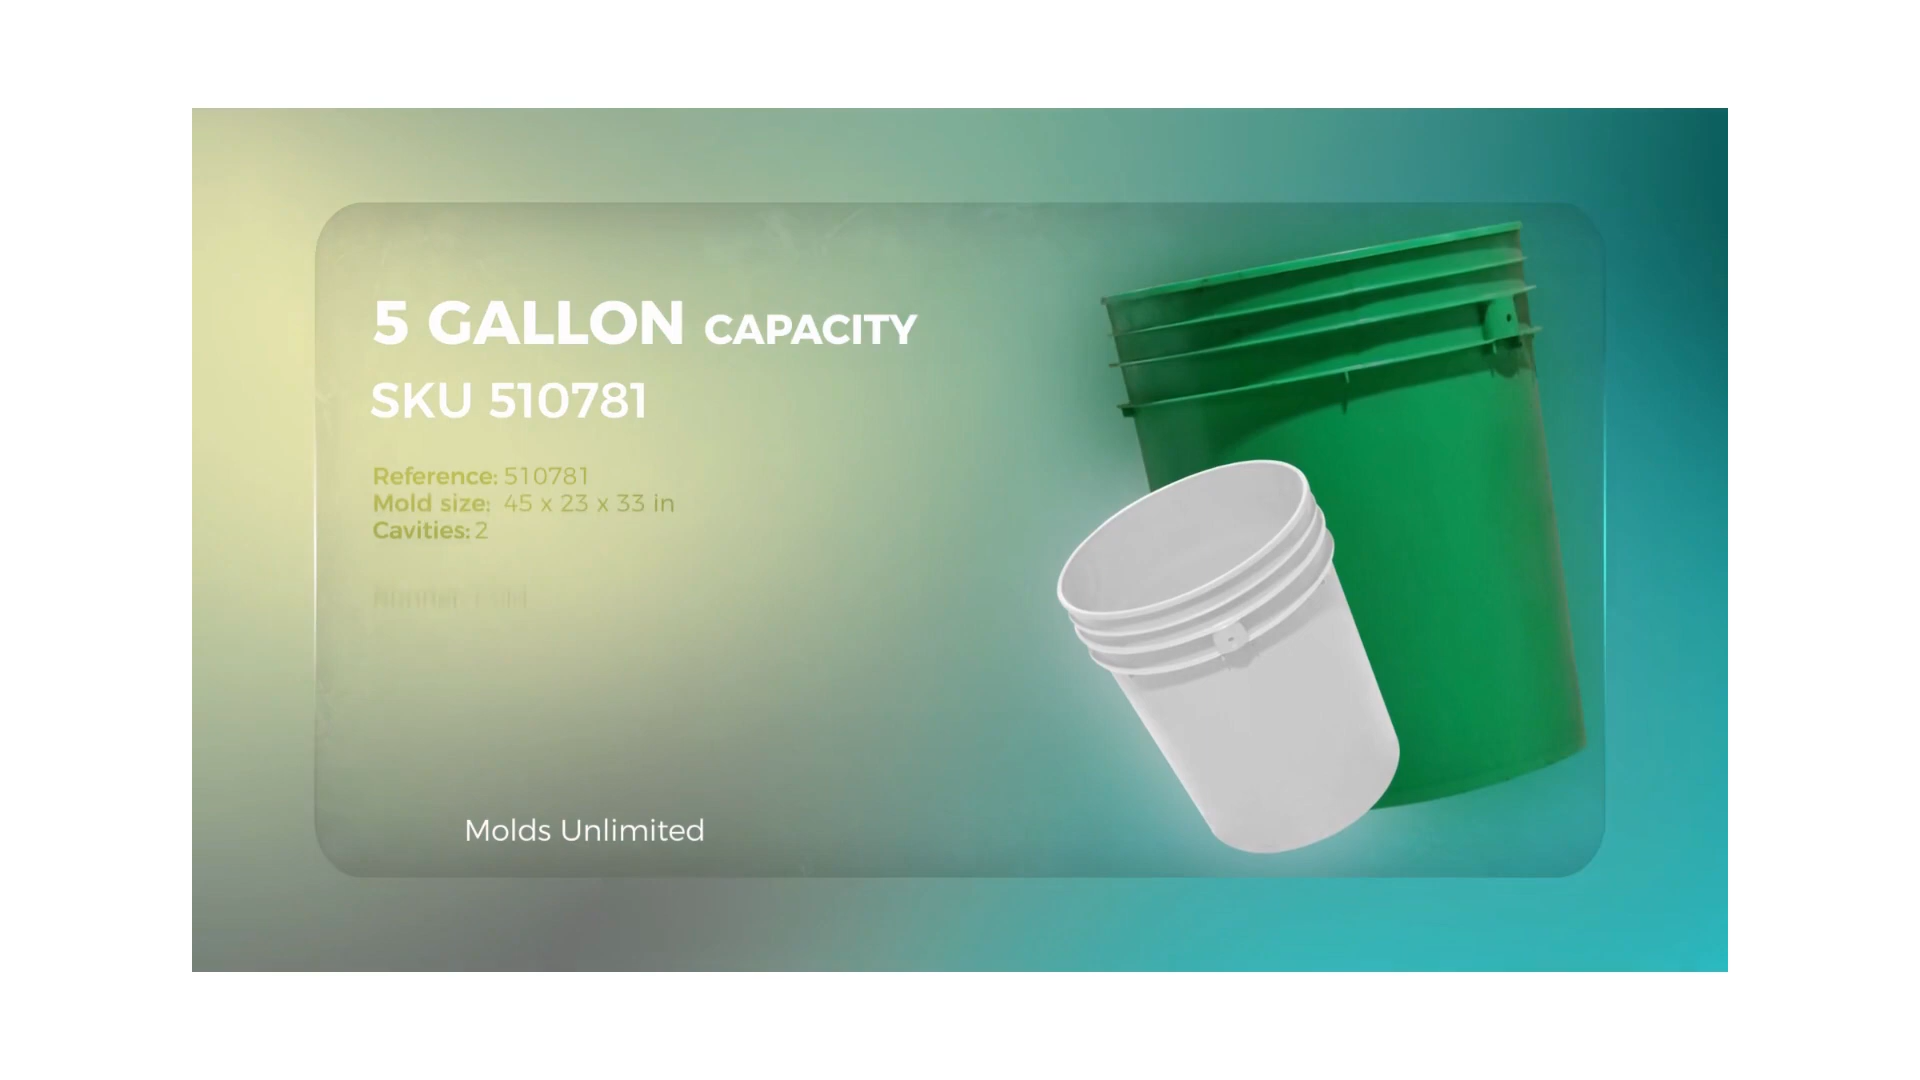 5 GALLON CAPACITY
SKU 510781
Reference: 510781
Mold size: 45 x 23 x 33 in
Cavities: 2
Molds Unlimited